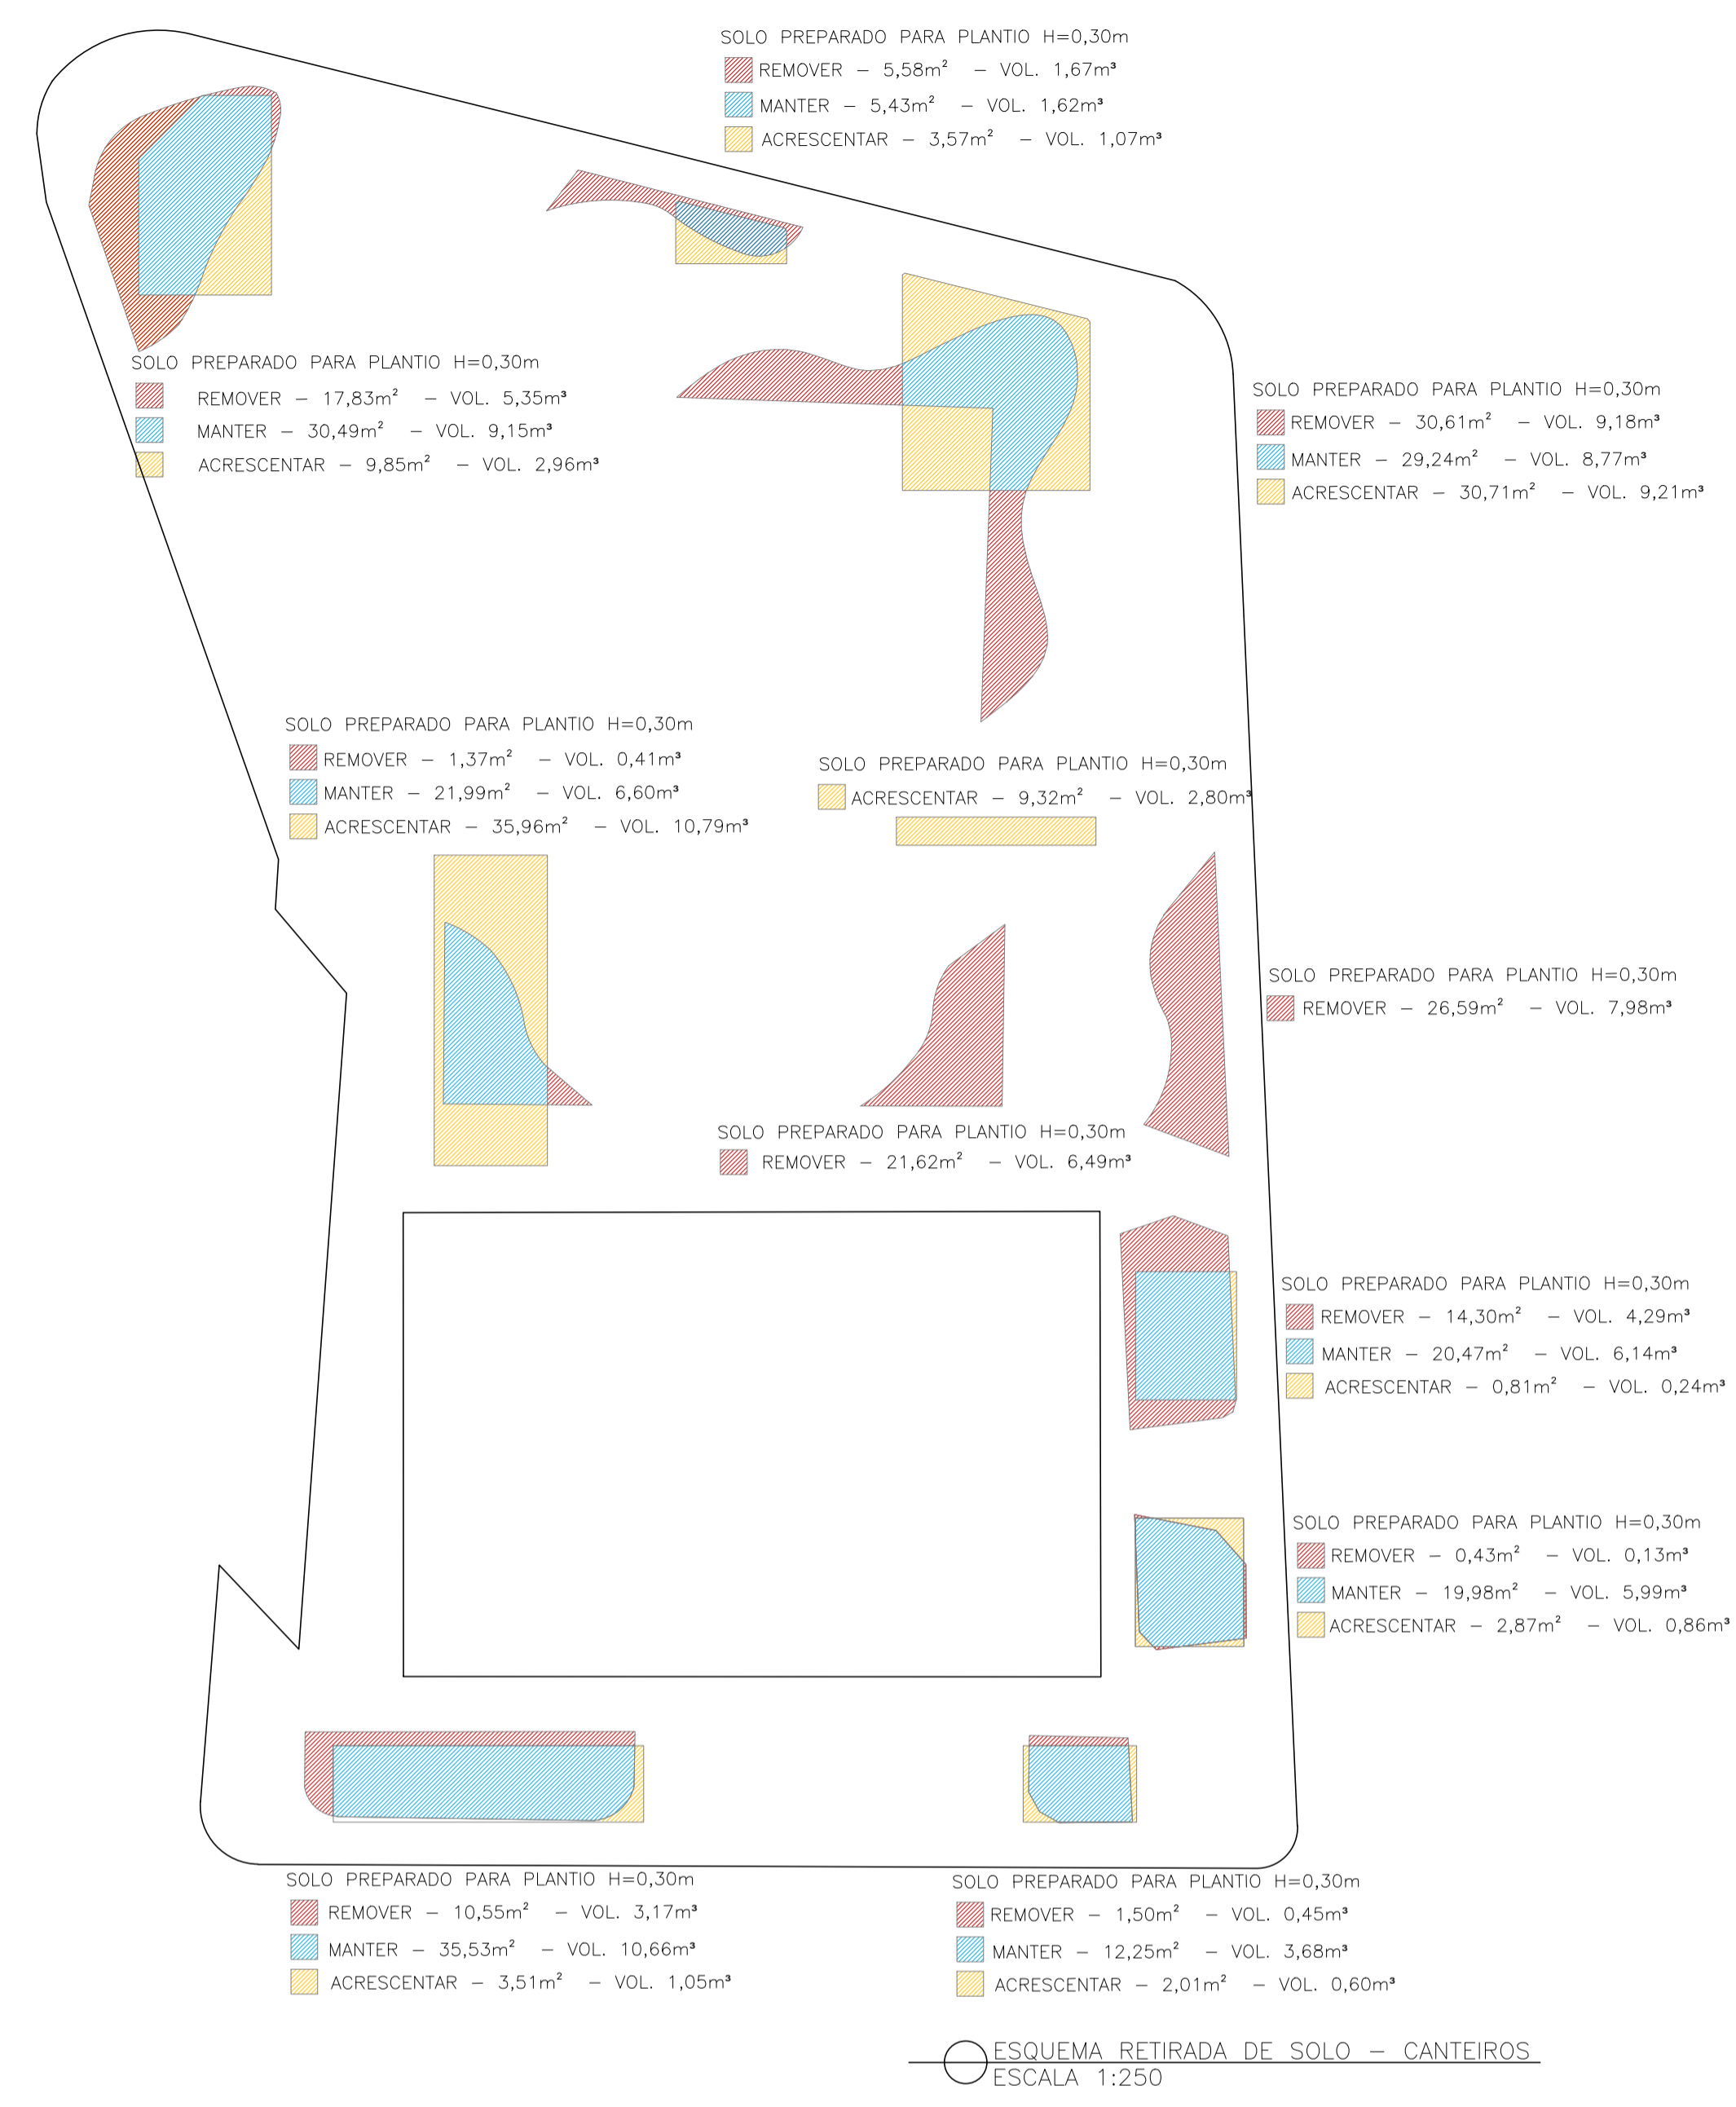 SOLO PREPARADO PARA PLANTIO H=0,30m
REMOVER – 5,58m² – VOL. 1,67m³
MANTER – 5,43m² – VOL. 1,62m³
ACRESCENTAR – 3,57m² – VOL. 1,07m³
SOLO PREPARADO PARA PLANTIO H=0,30m
REMOVER – 17,83m² – VOL. 5,35m³
MANTER – 30,49m² – VOL. 9,15m³
ACRESCENTAR – 9,85m² – VOL. 2,96m³
SOLO PREPARADO PARA PLANTIO H=0,30m
REMOVER – 30,61m² – VOL. 9,18m³
MANTER – 29,24m² – VOL. 8,77m³
ACRESCENTAR – 30,71m² – VOL. 9,21m³
SOLO PREPARADO PARA PLANTIO H=0,30m
REMOVER – 1,37m² – VOL. 0,41m³
MANTER – 21,99m² – VOL. 6,60m³
ACRESCENTAR – 35,96m² – VOL. 10,79m³
SOLO PREPARADO PARA PLANTIO H=0,30m
ACRESCENTAR – 9,32m² – VOL. 2,80m³
SOLO PREPARADO PARA PLANTIO H=0,30m
REMOVER – 26,59m² – VOL. 7,98m³
SOLO PREPARADO PARA PLANTIO H=0,30m
REMOVER – 21,62m² – VOL. 6,49m³
SOLO PREPARADO PARA PLANTIO H=0,30m
REMOVER – 14,30m² – VOL. 4,29m³
MANTER – 20,47m² – VOL. 6,14m³
ACRESCENTAR – 0,81m² – VOL. 0,24m³
SOLO PREPARADO PARA PLANTIO H=0,30m
REMOVER – 0,43m² – VOL. 0,13m³
MANTER – 19,98m² – VOL. 5,99m³
ACRESCENTAR – 2,87m² – VOL. 0,86m³
SOLO PREPARADO PARA PLANTIO H=0,30m
REMOVER – 10,55m² – VOL. 3,17m³
MANTER – 35,53m² – VOL. 10,66m³
ACRESCENTAR – 3,51m² – VOL. 1,05m³
SOLO PREPARADO PARA PLANTIO H=0,30m
REMOVER – 1,50m² – VOL. 0,45m³
MANTER – 12,25m² – VOL. 3,68m³
ACRESCENTAR – 2,01m² – VOL. 0,60m³
ESQUEMA RETIRADA DE SOLO – CANTEIROS
ESCALA 1:250